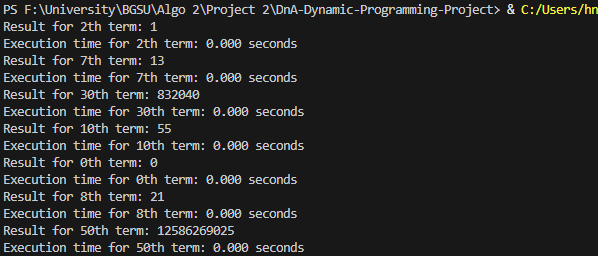 PS F:\University\BGSU\Algo 2\Project 2\DnA-Dynamic-Programming-Project> & C:/Users/hn
Result for 2th term: 1
Execution time for 2th term: 0.000 seconds
Result for 7th term: 13
Execution time for 7th term: 0.000 seconds
Result for 30th term: 832040
Execution time for 30th term: 0.000 seconds
Result for 10th term: 55
Execution time for 10th term: 0.000 seconds
Result for 0th term: 0
Execution time for 0th term: 0.000 seconds
Result for 8th term: 21
Execution time for 8th term: 0.000 seconds
Result for 50th term: 12586269025
Execution time for 50th term: 0.000 seconds